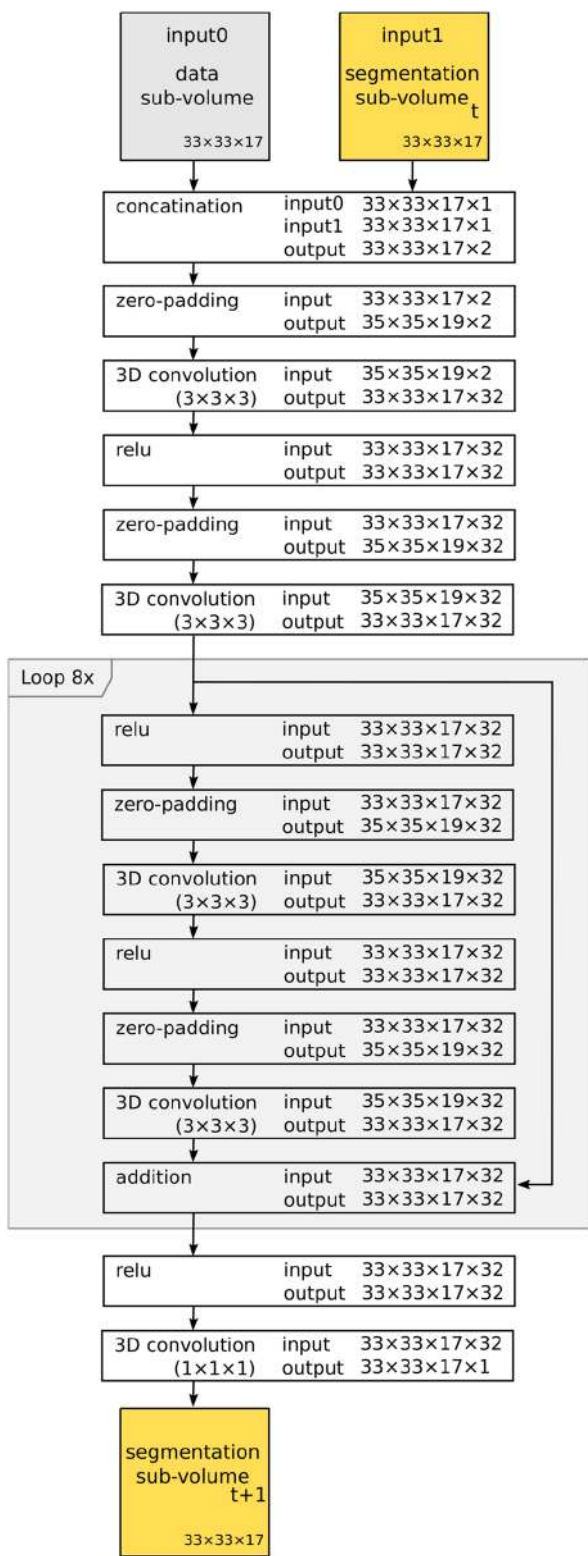 input0
data
sub-volume
33×33×17
input1
segmentation
sub-volume t
33×33×17
concatination input0 33×33×17×1
input1 33×33×17×1
output 33×33×17×2
zero-padding input 33×33×17×2
output 35×35×19×2
3D convolution input 35×35×19×2
(3×3×3) output 33×33×17×32
relu input 33×33×17×32
output 33×33×17×32
zero-padding input 33×33×17×32
output 35×35×19×32
3D convolution input 35×35×19×32
(3×3×3) output 33×33×17×32
Loop 8x
relu input 33×33×17×32
output 33×33×17×32
zero-padding input 33×33×17×32
output 35×35×19×32
3D convolution input 35×35×19×32
(3×3×3) output 33×33×17×32
relu input 33×33×17×32
output 33×33×17×32
zero-padding input 33×33×17×32
output 35×35×19×32
3D convolution input 35×35×19×32
(3×3×3) output 33×33×17×32
addition input 33×33×17×32
output 33×33×17×32
relu input 33×33×17×32
output 33×33×17×32
3D convolution input 33×33×17×32
(1×1×1) output 33×33×17×1
segmentation
sub-volume
t+1
33×33×17